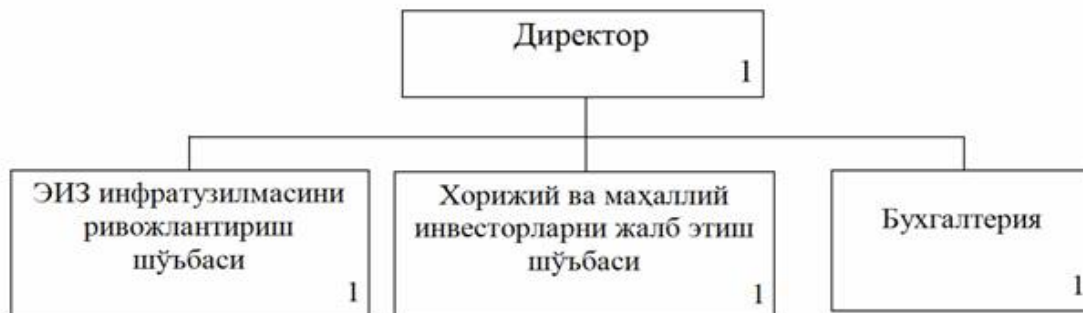 Директор
1
ЭИЗ инфратузилмасини
ривожлантириш
шўъбаси
1
Хорижий ва маҳаллий
инвесторларни жалб этиш
шўъбаси
1
Бухгалтерия
1